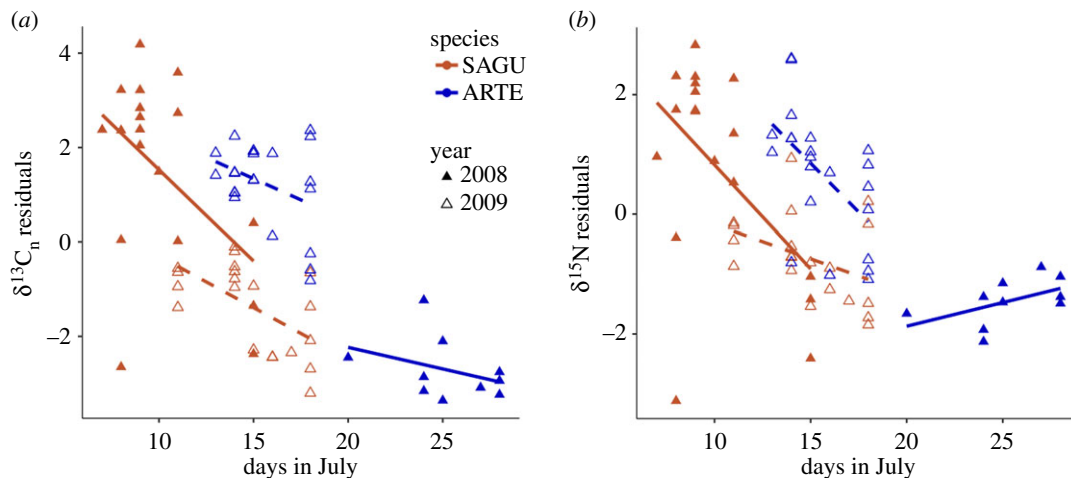 (a)
4
2
0
−2
δ¹³Cₙ residuals
10
15
20
25
days in July
species
SAGU
ARTE
year
2008
2009
(b)
2
0
−2
δ¹⁵N residuals
10
15
20
25
days in July